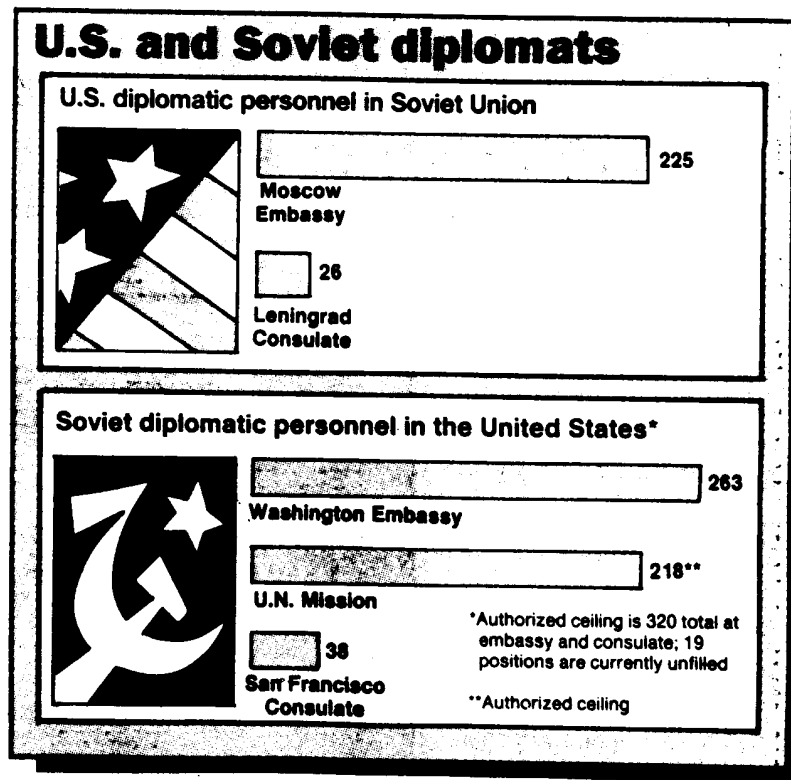 U.S. and Soviet diplomats
U.S. diplomatic personnel in Soviet Union
225
Moscow
Embassy
26
Leningrad
Consulate
Soviet diplomatic personnel in the United States*
263
Washington Embassy
218**
U.N. Mission
38
San Francisco
Consulate
*Authorized ceiling is 320 total at
embassy and consulate; 19
positions are currently unfilled
**Authorized ceiling